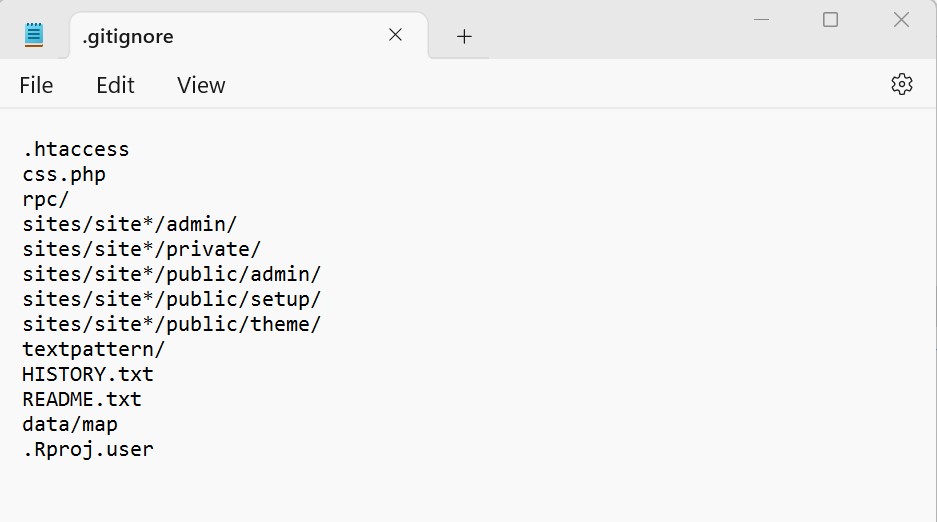 .gitignore
File Edit View
.htaccess
css.php
rpc/
sites/site*/admin/
sites/site*/private/
sites/site*/public/admin/
sites/site*/public/setup/
sites/site*/public/theme/
textpattern/
HISTORY.txt
README.txt
data/map
.Rproj.user